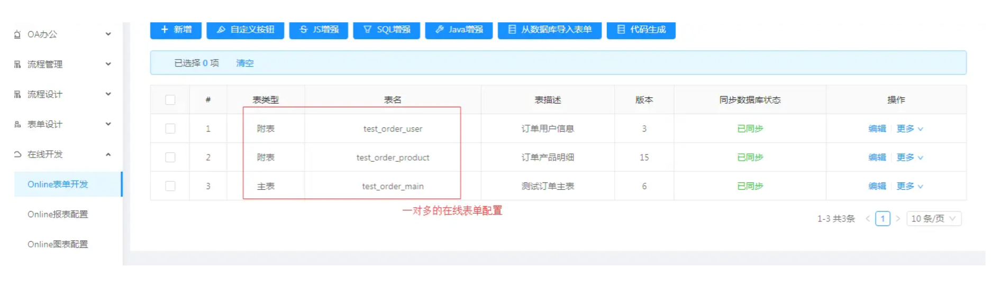 OA办公
流程管理
流程设计
表单设计
在线开发
Online表单开发
Online报表配置
Online图表配置
新增 自定义按钮 JS增强 SQL增强 Java增强 从数据库导入表单 代码生成
已选择 0 项 清空
# 表类型 表名 表描述 版本 同步数据库状态 操作
1 附表 test_order_user 订单用户信息 3 已同步 编辑 更多
2 附表 test_order_product 订单产品明细 15 已同步 编辑 更多
3 主表 test_order_main 测试订单主表 6 已同步 编辑 更多
一对多的在线表单配置
1-3 共3条 < 1 > 10 条/页